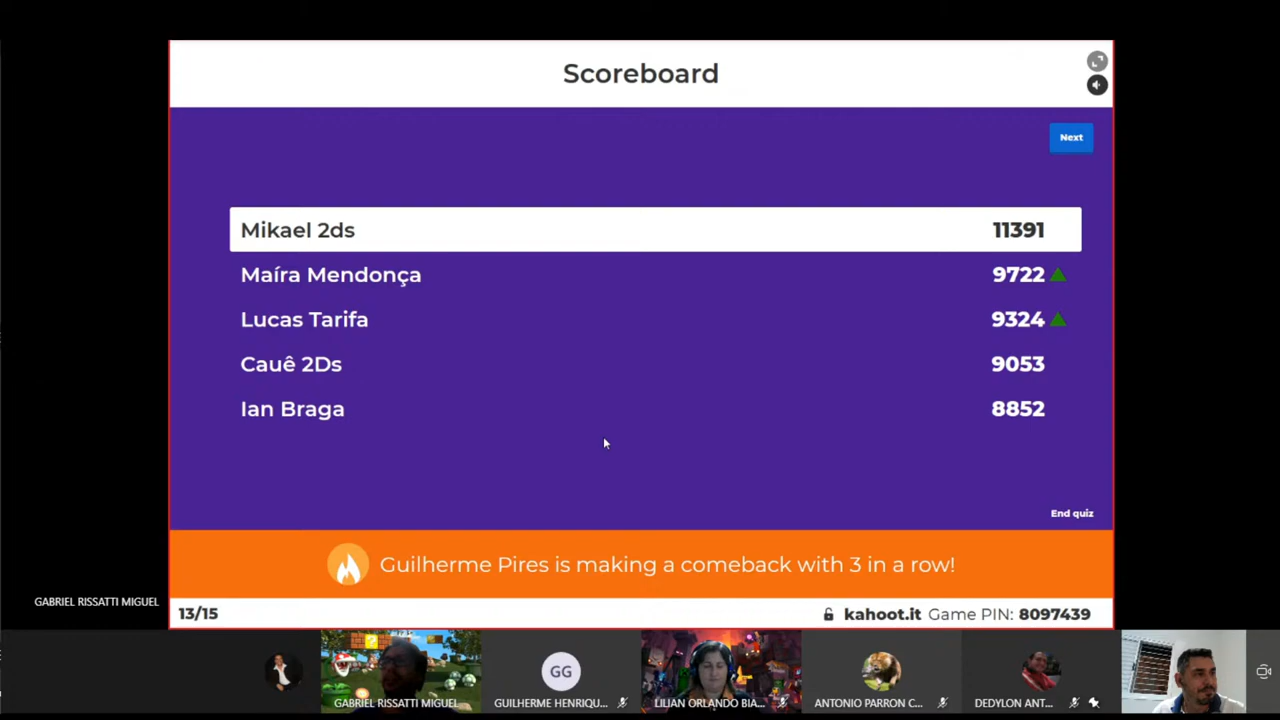 Scoreboard
Next
Mikael 2ds 11391
Maíra Mendonça 9722
Lucas Tarifa 9324
Cauê 2Ds 9053
Ian Braga 8852
End quiz
Guilherme Pires is making a comeback with 3 in a row!
GABRIEL RISSATTI MIGUEL
13/15 kahoot.it Game PIN: 8097439
GG
GABRIEL RISSATTI MIGUEL GUILHERME HENRIQU... LILIAN ORLANDO BIA... ANTONIO PARRON C... DEDYLON ANT...